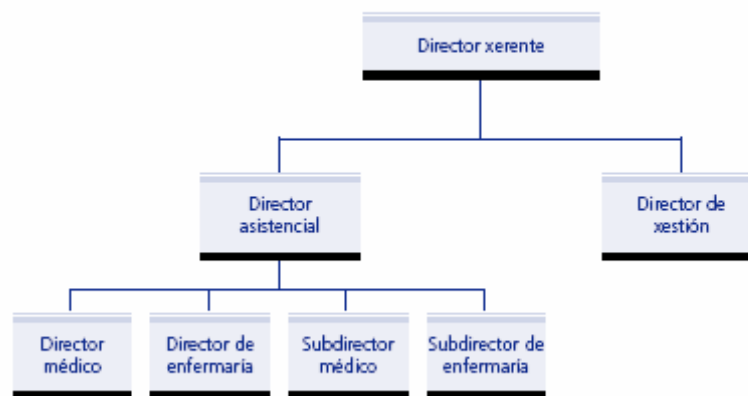 Director xerente
Director
asistencial
Director de
xestión
Director
médico
Director de
enfermaría
Subdirector
médico
Subdirector de
enfermaría